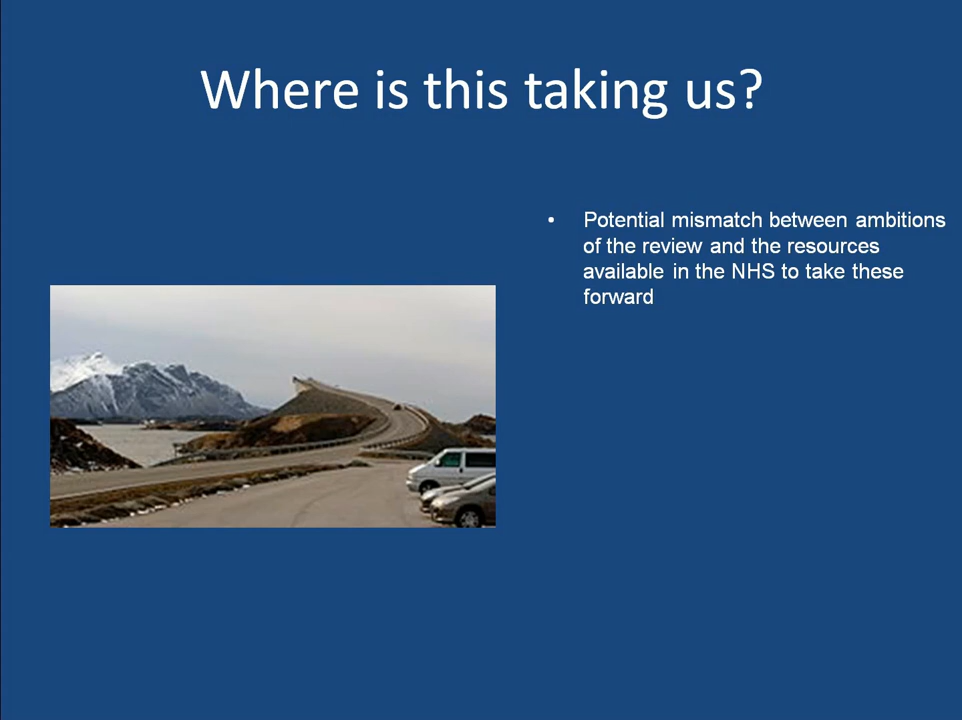 Where is this taking us?
• Potential mismatch between ambitions
of the review and the resources
available in the NHS to take these
forward